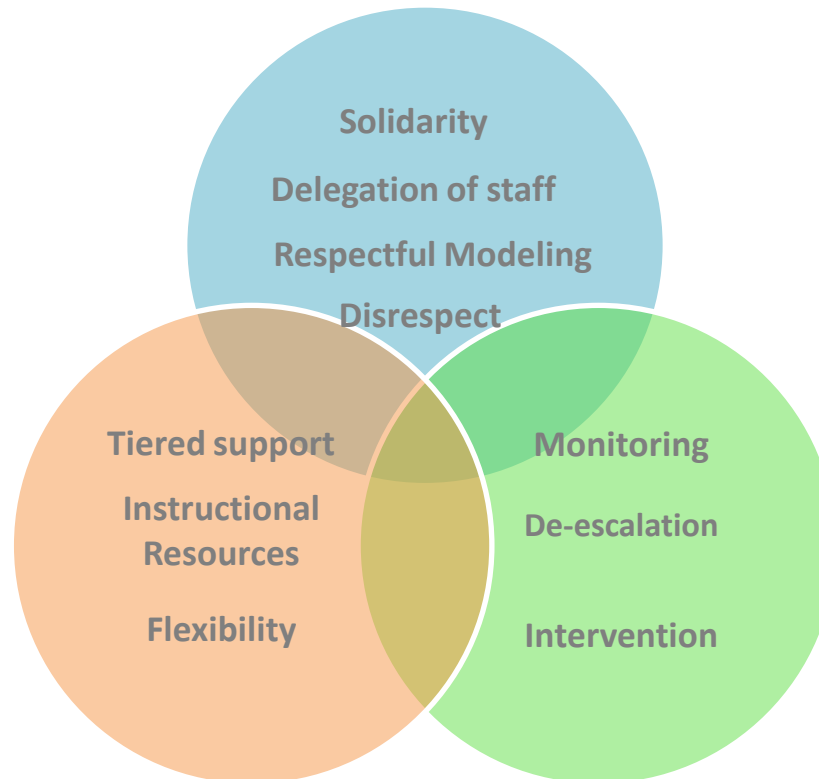 Solidarity
Delegation of staff
Respectful Modeling
Disrespect
Tiered support
Instructional
Resources
Flexibility
Monitoring
De-escalation
Intervention